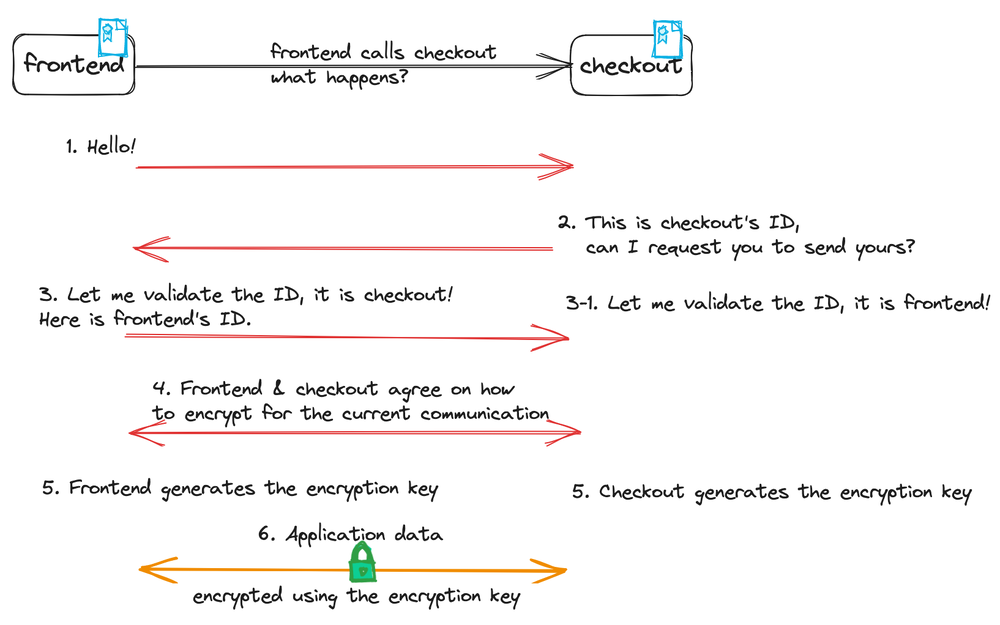 frontend
frontend calls checkout
what happens?
checkout
1. Hello!
2. This is checkout's ID,
can I request you to send yours?
3. Let me validate the ID, it is checkout!
Here is frontend's ID.
3-1. Let me validate the ID, it is frontend!
4. Frontend & checkout agree on how
to encrypt for the current communication
5. Frontend generates the encryption key
5. Checkout generates the encryption key
6. Application data
encrypted using the encryption key